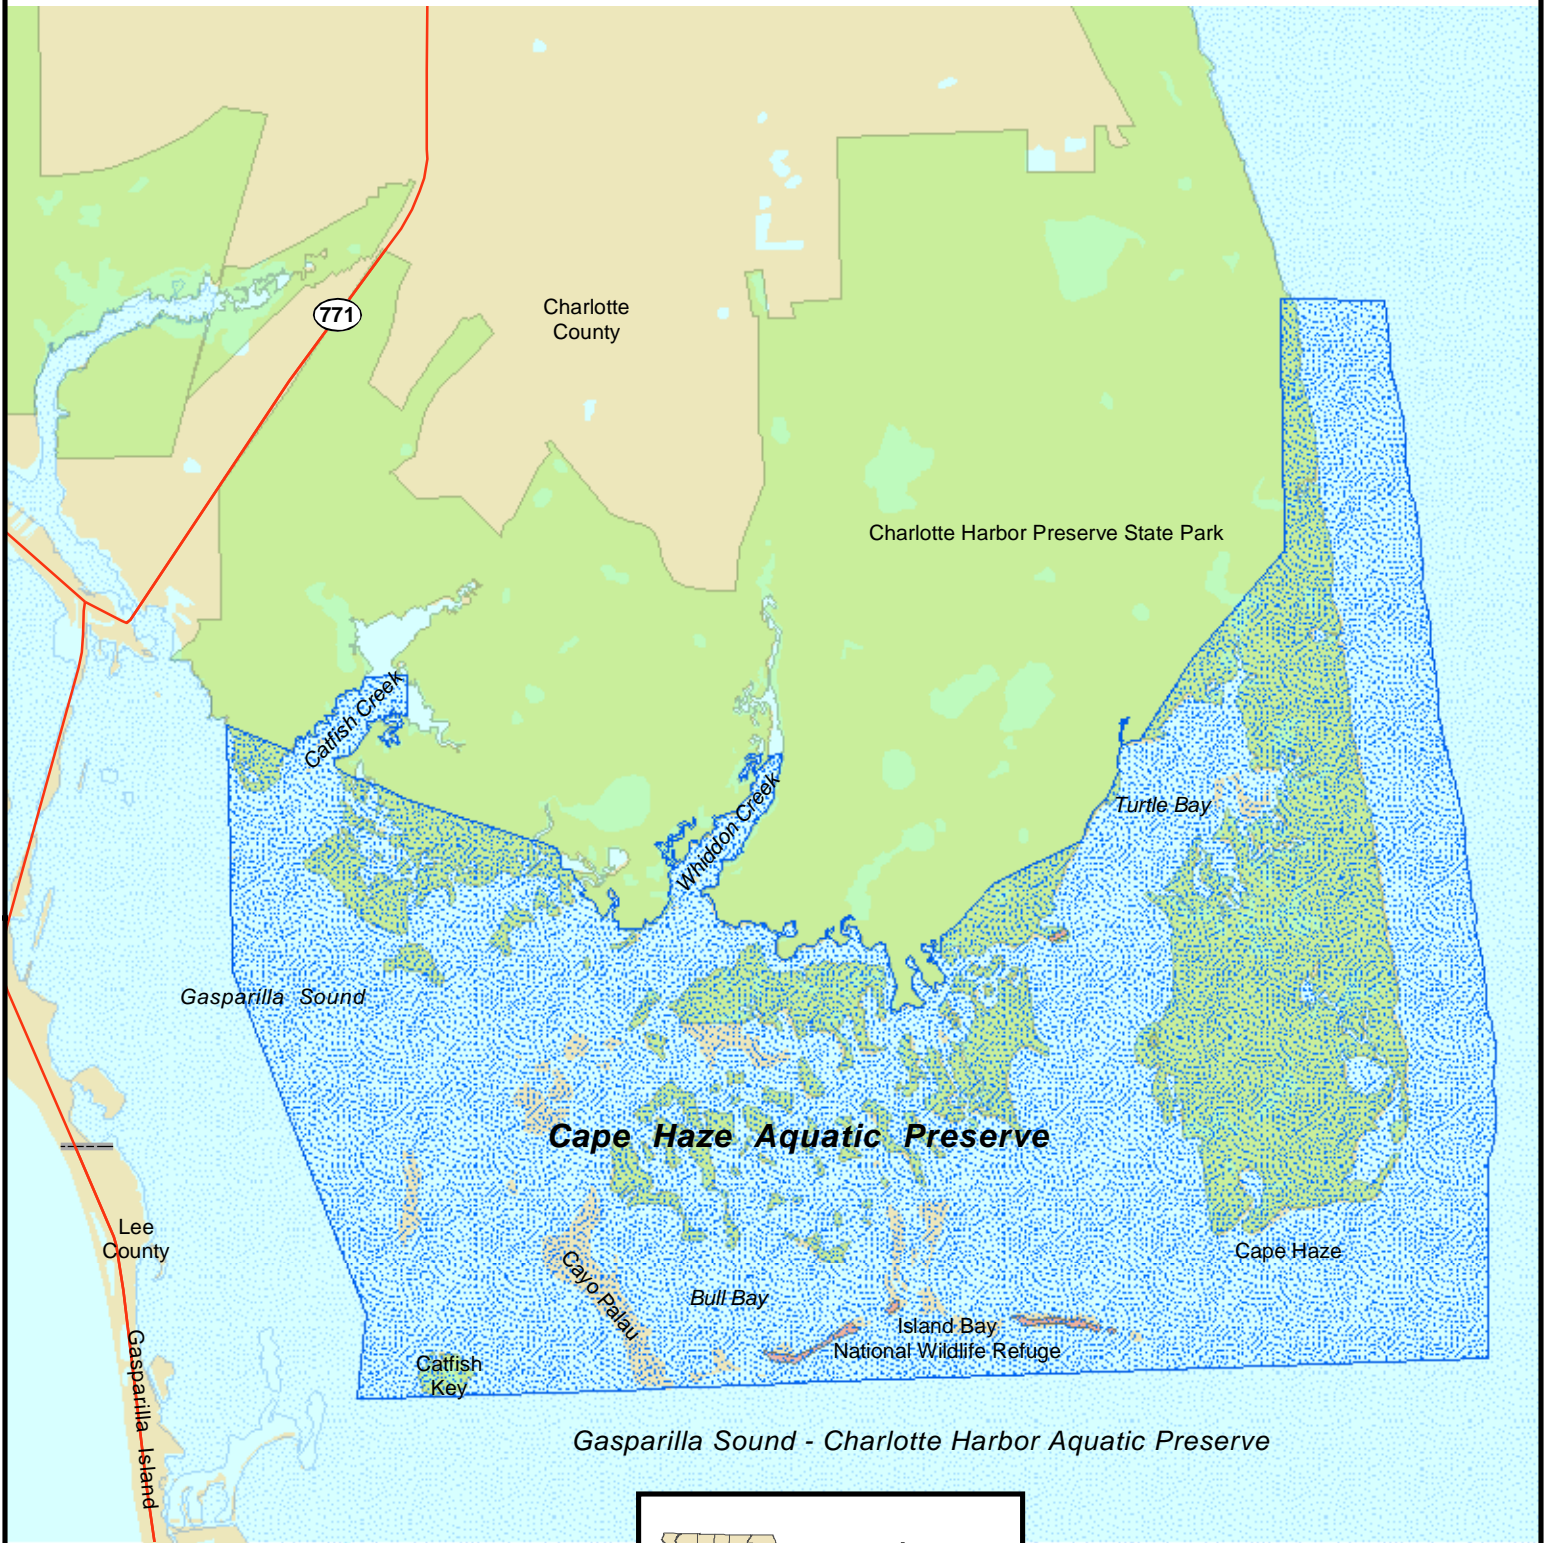 Charlotte
County
771
Charlotte Harbor Preserve State Park
Catfish Creek
Whiddon Creek
Turtle Bay
Gasparilla Sound
Cape Haze Aquatic Preserve
Lee
County
Cape Haze
Cayo Palau
Bull Bay
Island Bay
National Wildlife Refuge
Catfish
Key
Gasparilla Island
Gasparilla Sound - Charlotte Harbor Aquatic Preserve